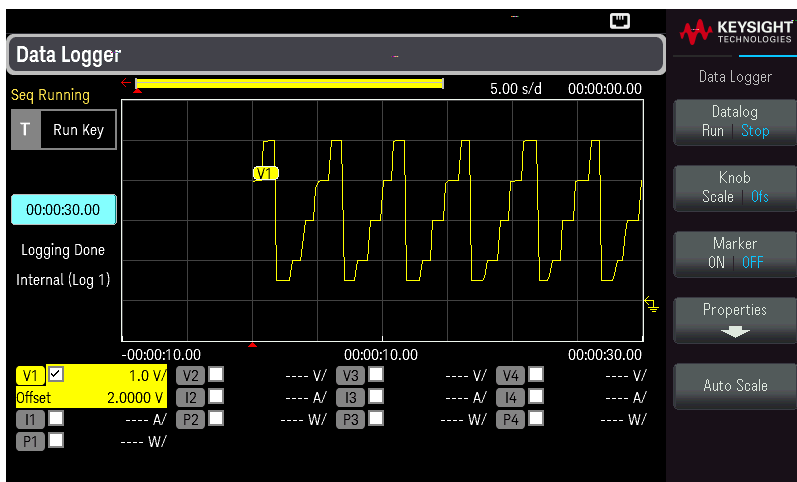 KEYSIGHT
TECHNOLOGIES
Data Logger
Data Logger
Seq Running
5.00 s/d 00:00:00.00
T Run Key
Datalog
Run | Stop
V1
Knob
Scale | Ofs
00:00:30.00
Logging Done
Marker
ON | OFF
Internal (Log 1)
Properties
-00:00:10.00 00:00:10.00 00:00:30.00
V1 1.0 V/ V2 ---- V/ V3 ---- V/ V4 ---- V/
Auto Scale
Offset 2.0000 V I2 ---- A/ I3 ---- A/ I4 ---- A/
I1 ---- A/ P2 ---- W/ P3 ---- W/ P4 ---- W/
P1 ---- W/